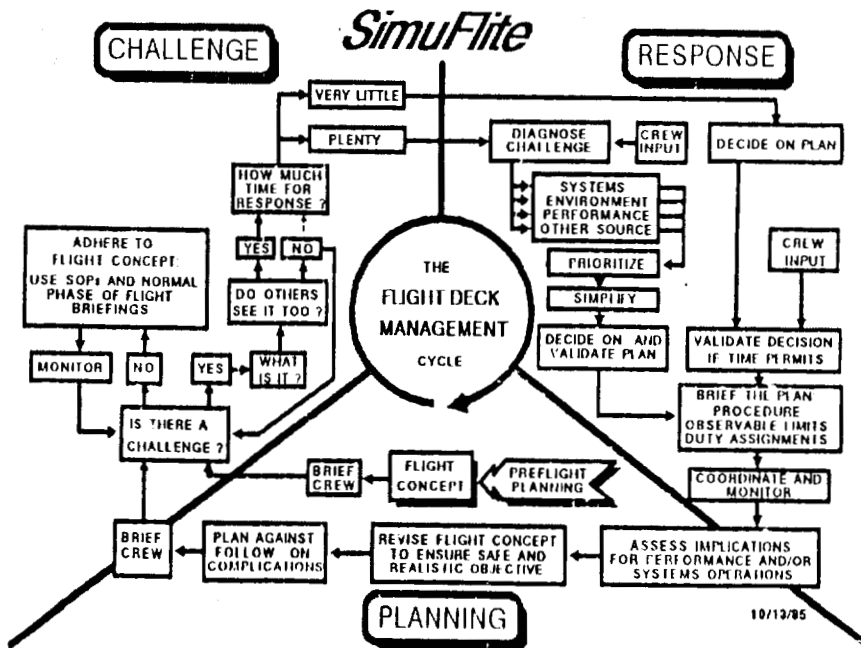 SimuFlite
CHALLENGE
RESPONSE
VERY LITTLE
PLENTY
DIAGNOSE
CHALLENGE
CREW
INPUT
DECIDE ON PLAN
HOW MUCH
TIME FOR
RESPONSE ?
SYSTEMS
ENVIRONMENT
PERFORMANCE
OTHER SOURCE
ADHERE TO
FLIGHT CONCEPT:
USE SOPs AND NORMAL
PHASE OF FLIGHT
BRIEFINGS
YES
NO
PRIORITIZE
CREW
INPUT
DO OTHERS
SEE IT TOO ?
SIMPLIFY
THE
FLIGHT DECK
MANAGEMENT
CYCLE
MONITOR
NO
YES
WHAT
IS IT ?
DECIDE ON AND
VALIDATE PLAN
VALIDATE DECISION
IF TIME PERMITS
IS THERE A
CHALLENGE ?
BRIEF THE PLAN
PROCEDURE
OBSERVABLE LIMITS
DUTY ASSIGNMENTS
BRIEF
CREW
FLIGHT
CONCEPT
PREFLIGHT
PLANNING
COORDINATE AND
MONITOR
BRIEF
CREW
PLAN AGAINST
FOLLOW ON
COMPLICATIONS
REVISE FLIGHT CONCEPT
TO ENSURE SAFE AND
REALISTIC OBJECTIVE
ASSESS IMPLICATIONS
FOR PERFORMANCE AND/OR
SYSTEMS OPERATIONS
PLANNING
10/13/85